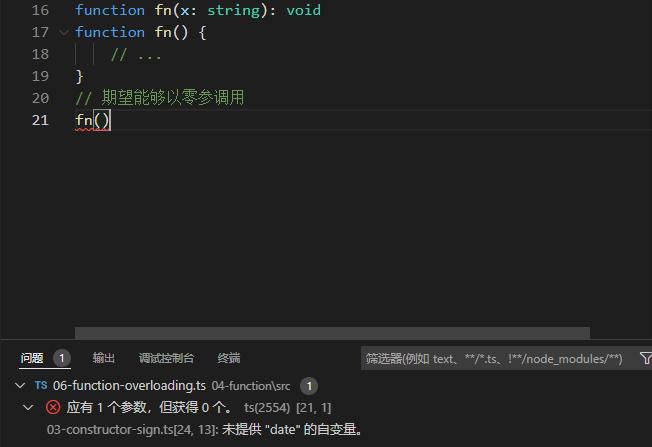 16 function fn(x: string): void
17 function fn() {
18 // ...
19 }
20 // 期望能够以零参调用
21 fn()
问题 1 输出 调试控制台 终端 筛选器(例如 text、**/*.ts、!**/node_modules/**)
TS 06-function-overloading.ts 04-function\src 1
应有 1 个参数，但获得 0 个。 ts(2554) [21, 1]
03-constructor-sign.ts[24, 13]: 未提供 "date" 的自变量。